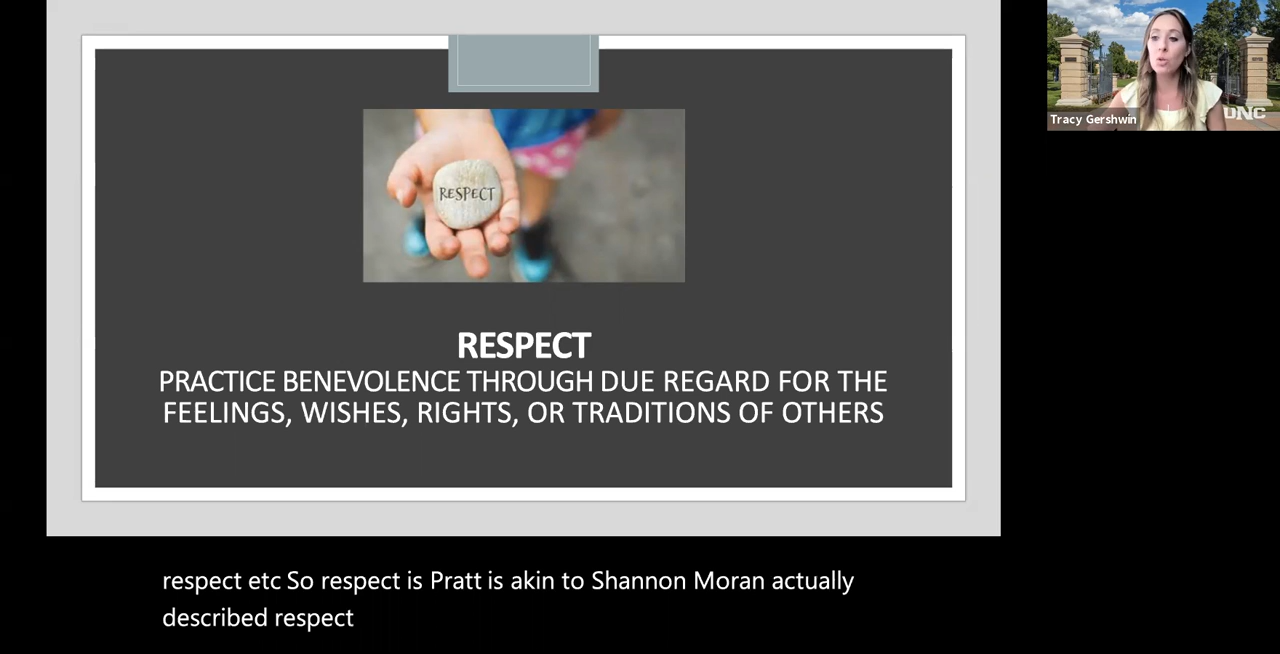 RESPECT
RESPECT
PRACTICE BENEVOLENCE THROUGH DUE REGARD FOR THE
FEELINGS, WISHES, RIGHTS, OR TRADITIONS OF OTHERS
Tracy Gershwin
UNC
respect etc So respect is Pratt is akin to Shannon Moran actually
described respect